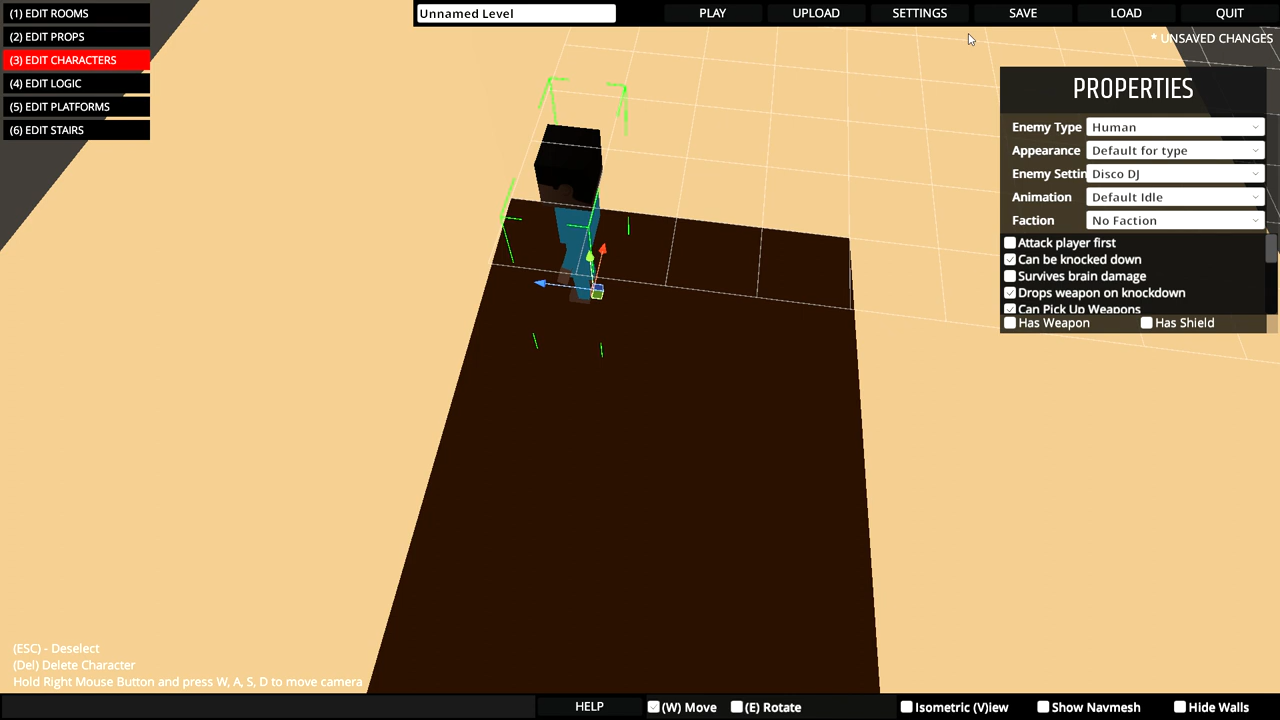 (1) EDIT ROOMS
(2) EDIT PROPS
(3) EDIT CHARACTERS
(4) EDIT LOGIC
(5) EDIT PLATFORMS
(6) EDIT STAIRS
Unnamed Level
PLAY
UPLOAD
SETTINGS
SAVE
LOAD
QUIT
* UNSAVED CHANGES
PROPERTIES
Enemy Type Human
Appearance Default for type
Enemy Settin Disco DJ
Animation Default Idle
Faction No Faction
Attack player first
Can be knocked down
Survives brain damage
Drops weapon on knockdown
Can Pick Up Weapons
Has Weapon Has Shield
(ESC) - Deselect
(Del) Delete Character
Hold Right Mouse Button and press W, A, S, D to move camera
HELP
(W) Move
(E) Rotate
Isometric (V)iew
Show Navmesh
Hide Walls